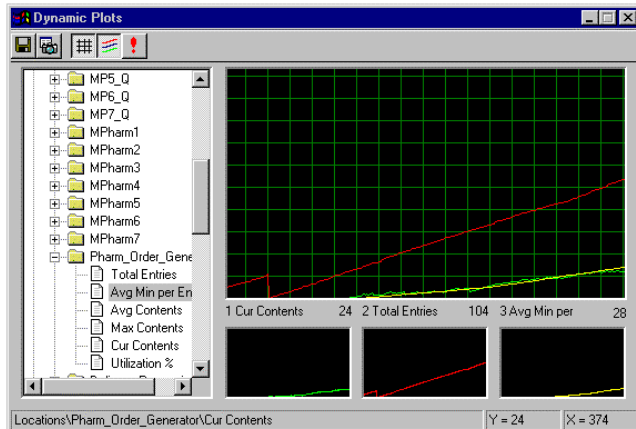 Dynamic Plots
MP5_Q
MP6_Q
MP7_Q
MPharm1
MPharm2
MPharm3
MPharm4
MPharm5
MPharm6
MPharm7
Pharm_Order_Gene
Total Entries
Avg Min per En
Avg Contents
Max Contents
Cur Contents
Utilization %
1 Cur Contents 24 2 Total Entries 104 3 Avg Min per 28
Locations\Pharm_Order_Generator\Cur Contents Y = 24 X = 374